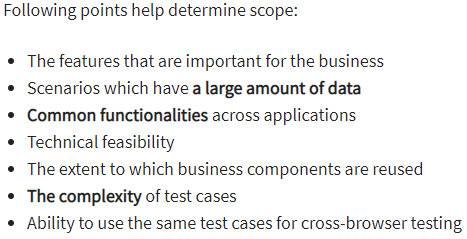 Following points help determine scope:
• The features that are important for the business
• Scenarios which have a large amount of data
• Common functionalities across applications
• Technical feasibility
• The extent to which business components are reused
• The complexity of test cases
• Ability to use the same test cases for cross-browser testing